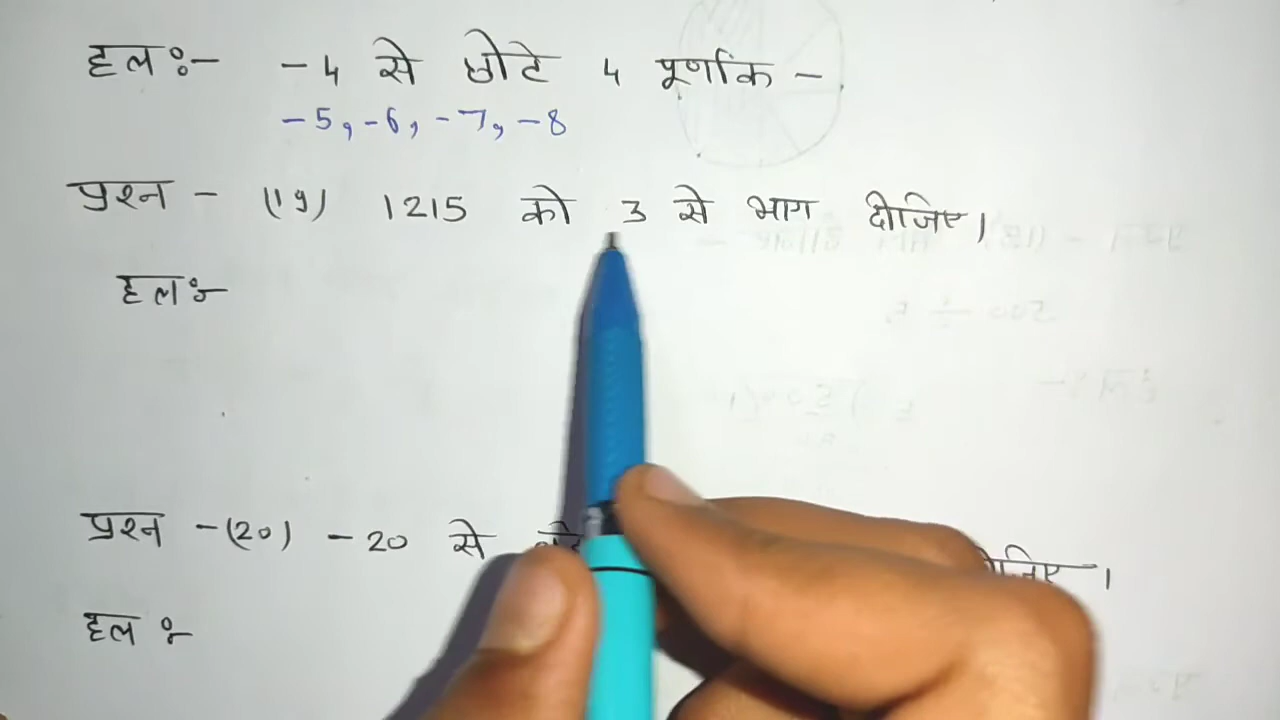 हलः- -4 से छोटे 4 पूर्णांक -
-5, -6, -7, -8
प्रश्न - (19) 1215 को 3 से भाग दीजिए।
हलः-
प्रश्न -(20) -20 से
हलः-